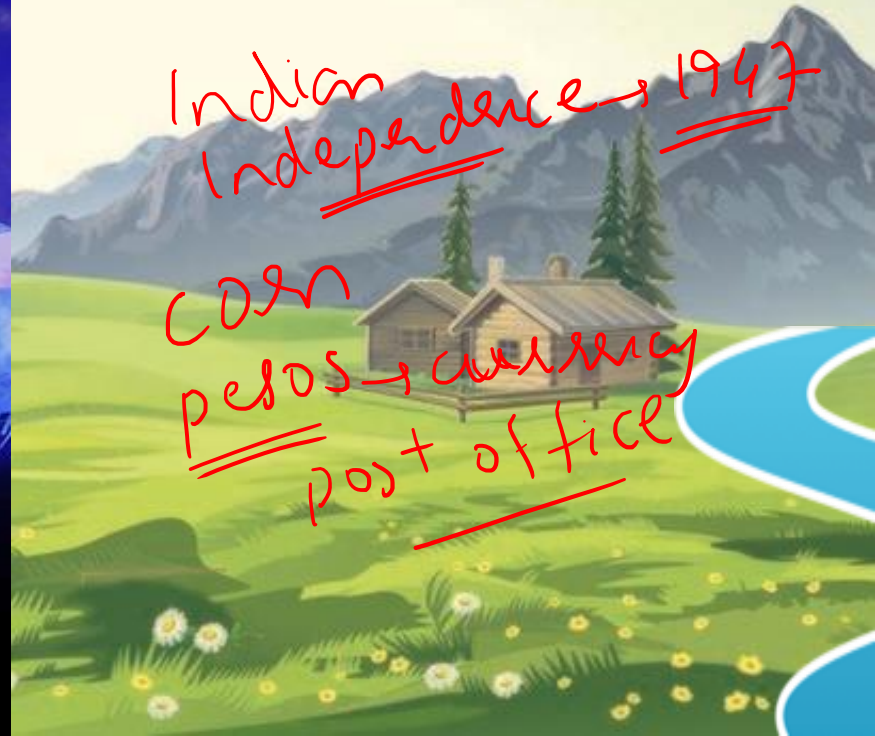 Indian
Independence → 1947
corn
pesos → currency
post office